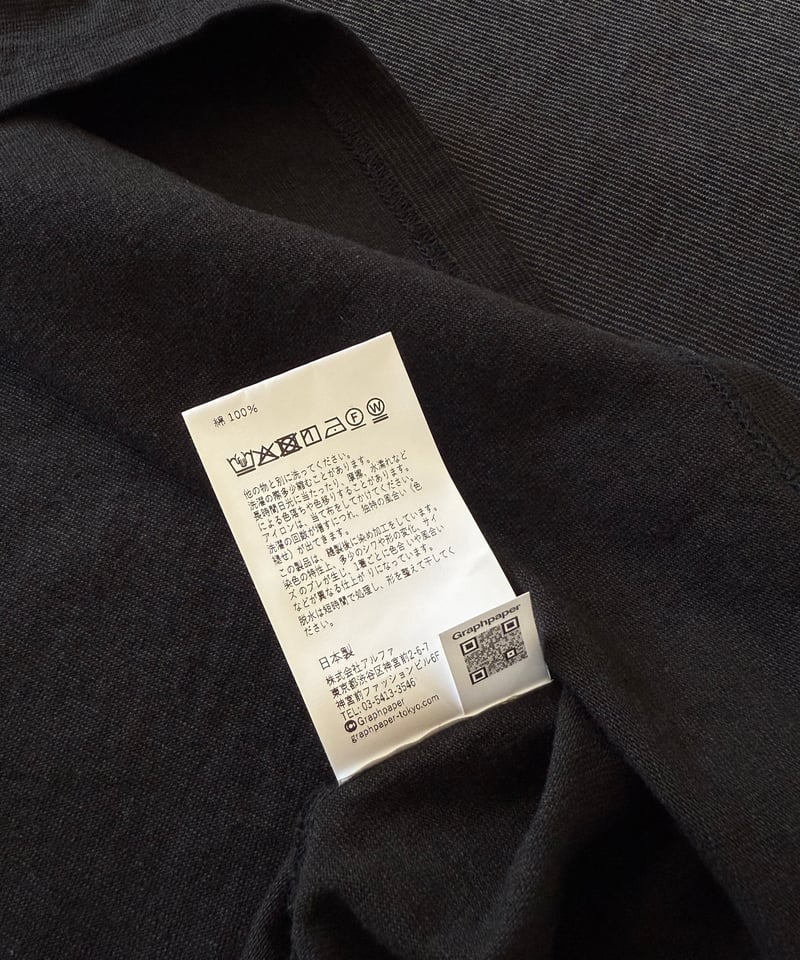 綿 100%
F W
他の物と別に洗ってください。
洗濯の際多少縮むことがあります。
長時間日光に当たったり、摩擦、水濡れなど
による色落ちや色移りすることがあります。
アイロンは、当て布をしてかけてください。
洗濯の回数が増すにつれ、独特の風合い（色
褪せ）が出てきます。
この製品は、縫製後に染め加工をしています。
染色の特性上、多少のシワや形の変化、サイ
ズのブレが生じ、1着ごとに色合いや風合い
などが異なる仕上がりになっています。
脱水は短時間で処理し、形を整えて干してく
ださい。
日本製
株式会社アルファ
東京都渋谷区神宮前2-6-7
神宮前ファッションビル6F
TEL: 03-5413-3546
©Graphpaper
graphpaper-tokyo.com
Graphpaper